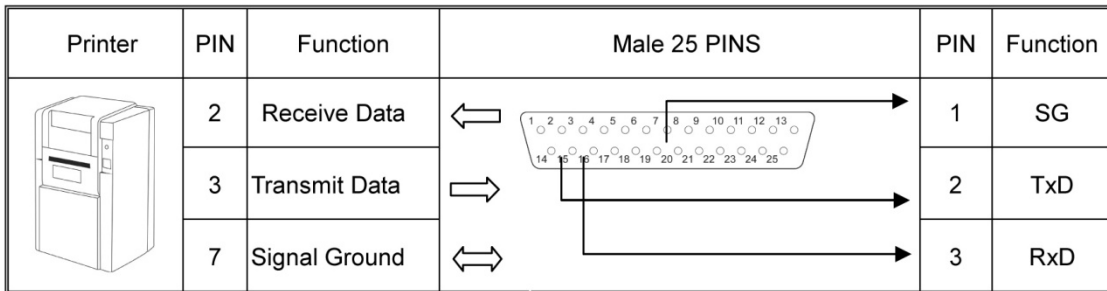 Printer PIN Function Male 25 PINS PIN Function
2 Receive Data 1 SG
1 2 3 4 5 6 7 8 9 10 11 12 13
14 15 16 17 18 19 20 21 22 23 24 25
3 Transmit Data 2 TxD
7 Signal Ground 3 RxD